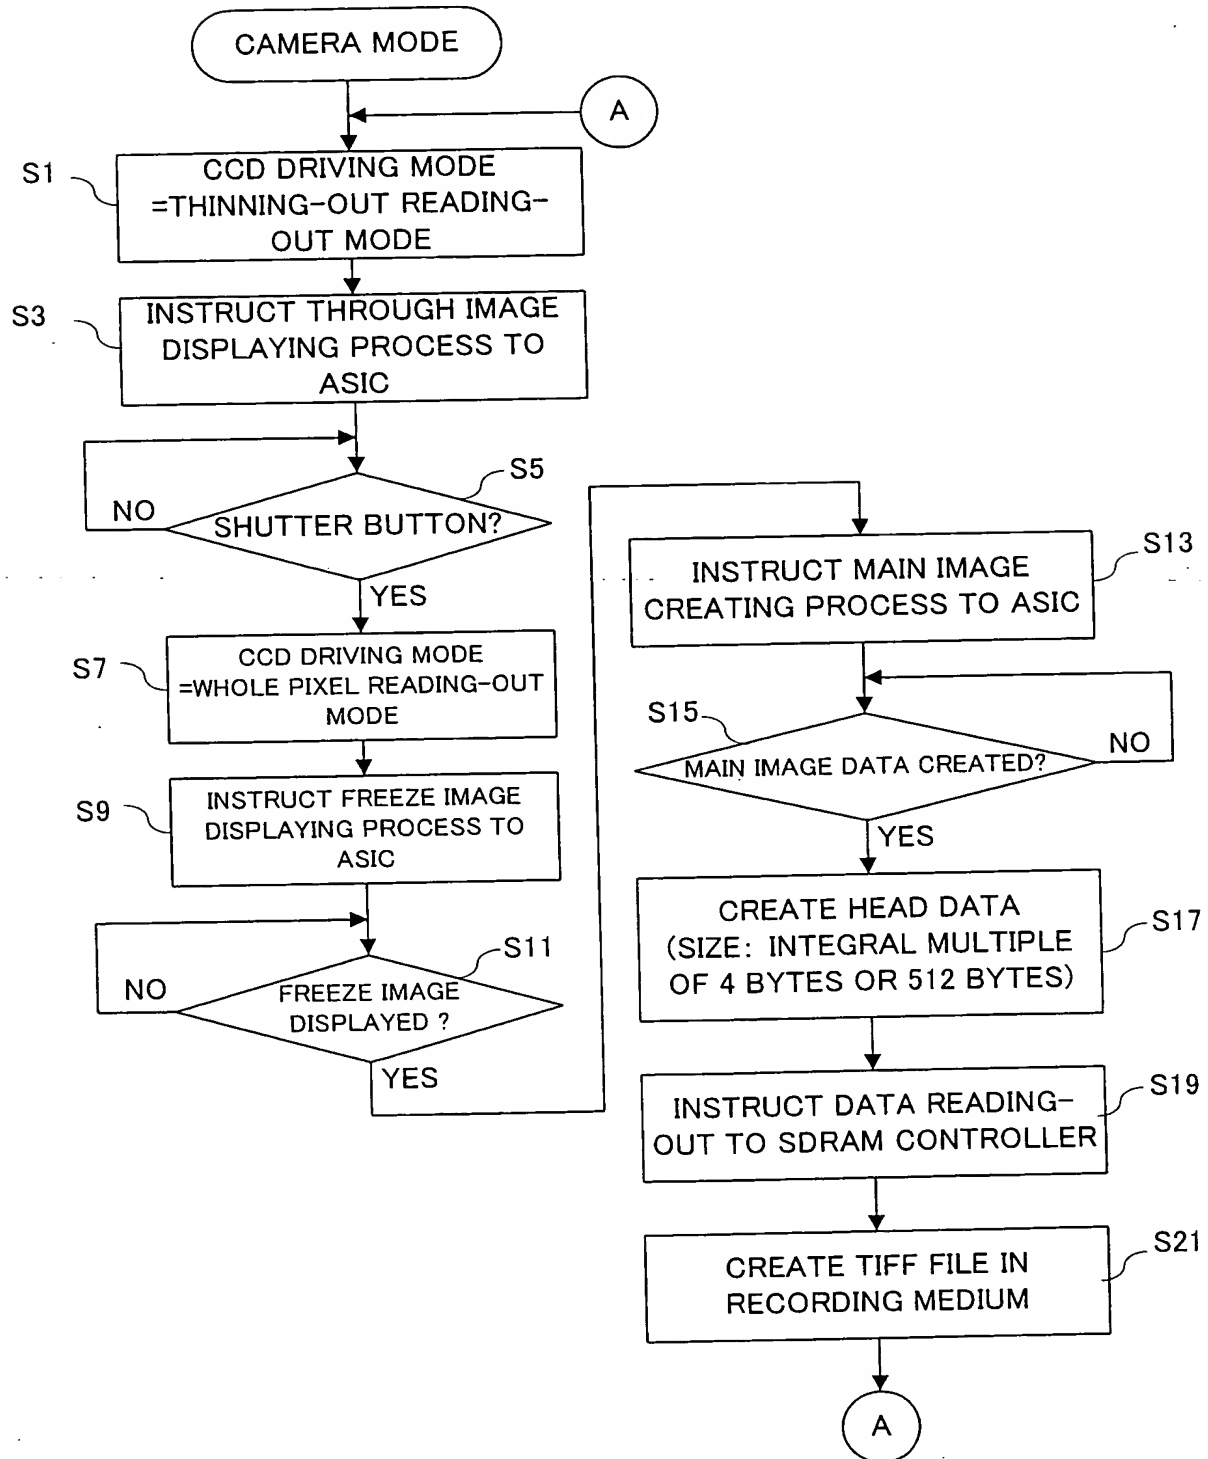 CAMERA MODE
A
S1
CCD DRIVING MODE
=THINNING-OUT READING-
OUT MODE
S3
INSTRUCT THROUGH IMAGE
DISPLAYING PROCESS TO
ASIC
S5
NO
SHUTTER BUTTON?
YES
S7
CCD DRIVING MODE
=WHOLE PIXEL READING-OUT
MODE
S9
INSTRUCT FREEZE IMAGE
DISPLAYING PROCESS TO
ASIC
S11
NO
FREEZE IMAGE
DISPLAYED ?
YES
S13
INSTRUCT MAIN IMAGE
CREATING PROCESS TO ASIC
S15
NO
MAIN IMAGE DATA CREATED?
YES
CREATE HEAD DATA
(SIZE: INTEGRAL MULTIPLE
OF 4 BYTES OR 512 BYTES)
S17
S19
INSTRUCT DATA READING-
OUT TO SDRAM CONTROLLER
S21
CREATE TIFF FILE IN
RECORDING MEDIUM
A